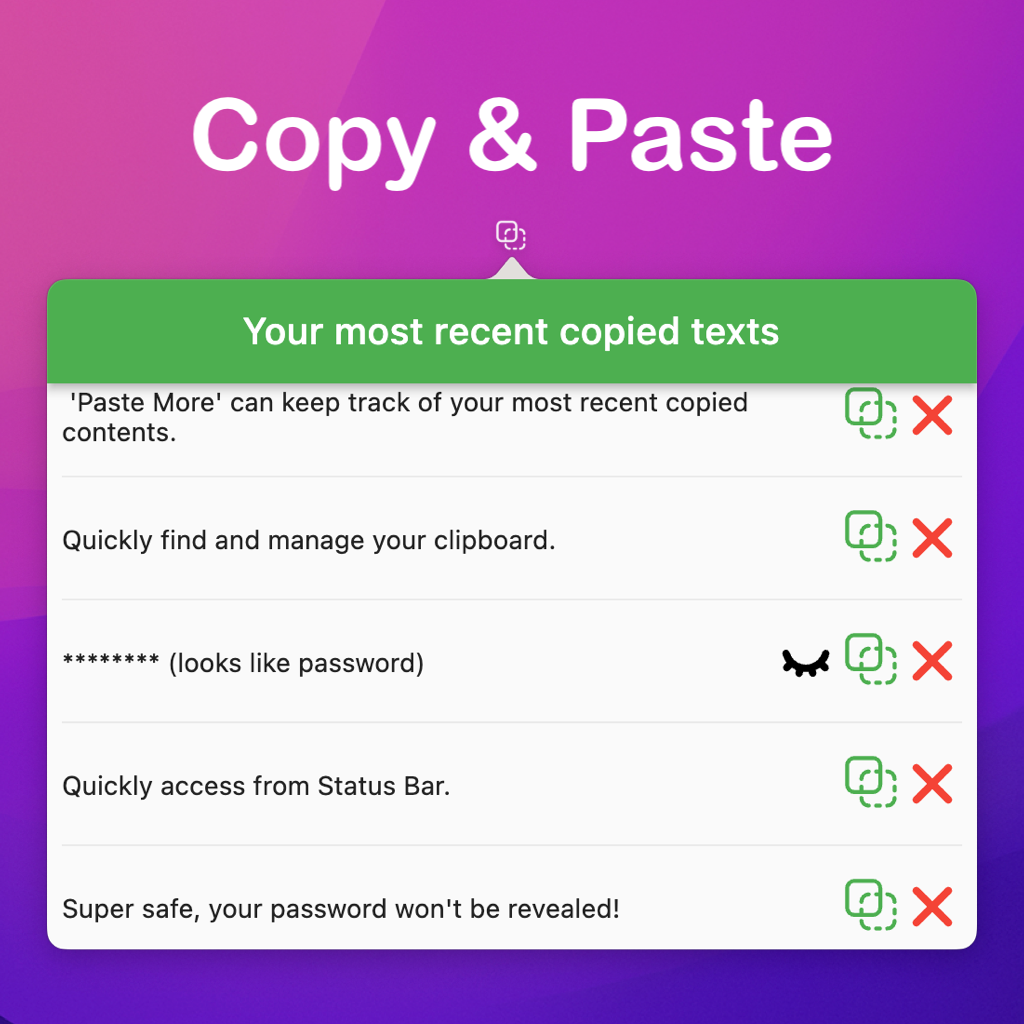 Copy & Paste
Your most recent copied texts
'Paste More' can keep track of your most recent copied
contents.
Quickly find and manage your clipboard.
******** (looks like password)
Quickly access from Status Bar.
Super safe, your password won't be revealed!